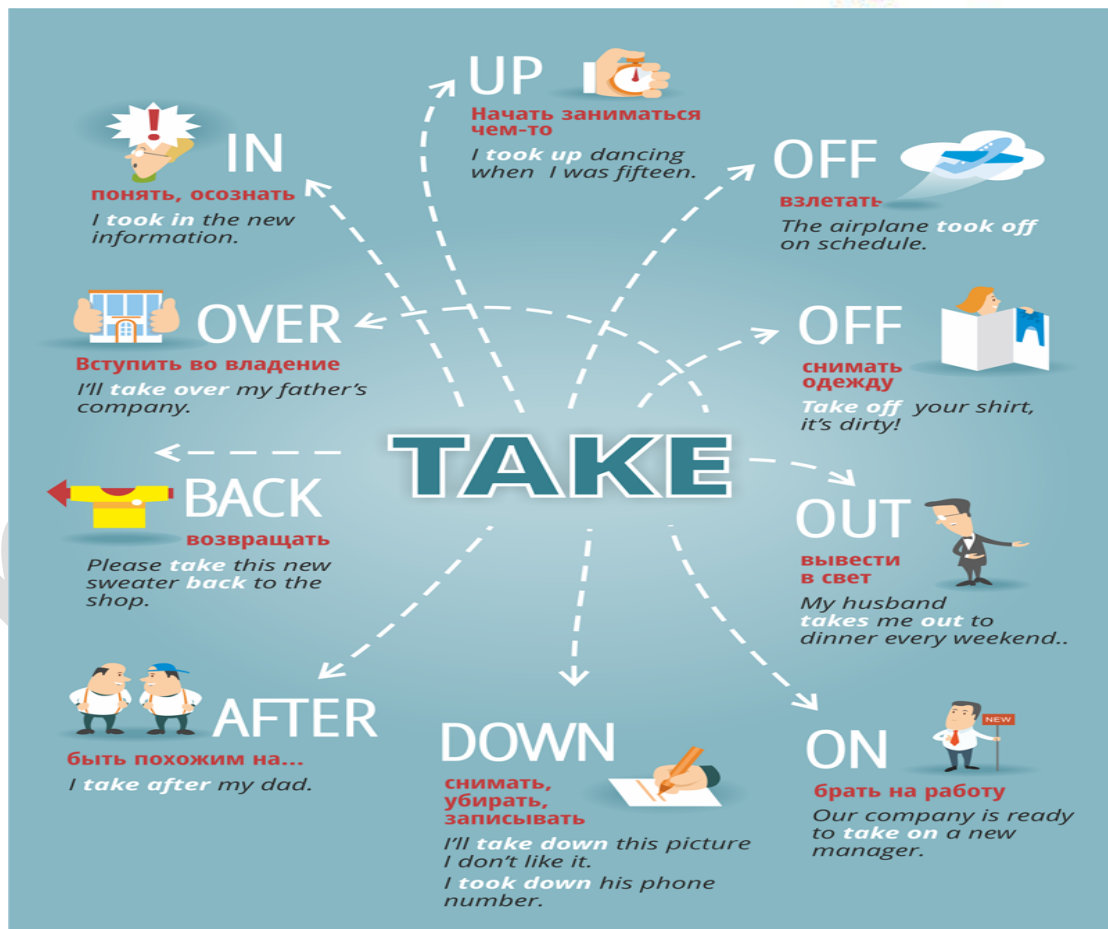 UP
Начать заниматься
чем-то
I took up dancing
when I was fifteen.
IN
понять, осознать
I took in the new
information.
OFF
взлетать
The airplane took off
on schedule.
OVER
Вступить во владение
I'll take over my father's
company.
OFF
снимать
одежду
Take off your shirt,
it's dirty!
TAKE
BACK
возвращать
Please take this new
sweater back to the
shop.
OUT
вывести
в свет
My husband
takes me out to
dinner every weekend..
AFTER
быть похожим на...
I take after my dad.
DOWN
снимать,
убирать,
записывать
I'll take down this picture
I don't like it.
I took down his phone
number.
NEW
ON
брать на работу
Our company is ready
to take on a new
manager.